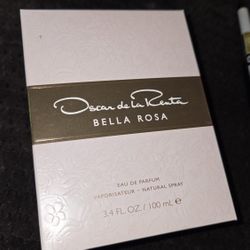 Oscar de la Renta
BELLA ROSA
EAU DE PARFUM
VAPORISATEUR - NATURAL SPRAY
3.4 FL. OZ / 100 mL ℮